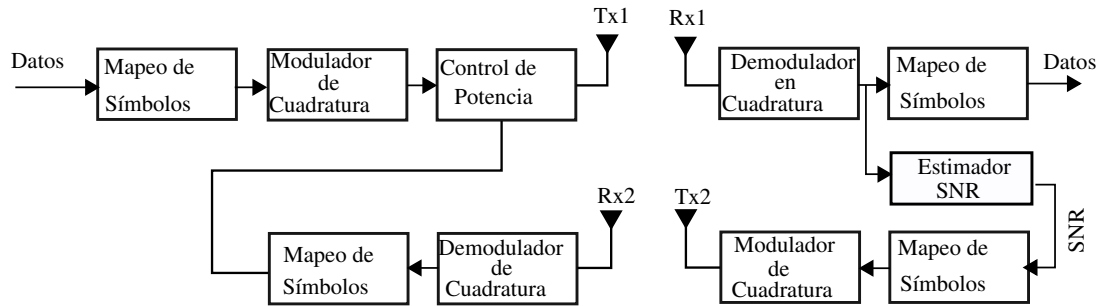 Datos
Mapeo de
Símbolos
Modulador
de
Cuadratura
Control de
Potencia
Tx1
Rx1
Demodulador
en
Cuadratura
Mapeo de
Símbolos
Datos
Estimador
SNR
SNR
Mapeo de
Símbolos
Demodulador
de
Cuadratura
Rx2
Tx2
Modulador
de
Cuadratura
Mapeo de
Símbolos